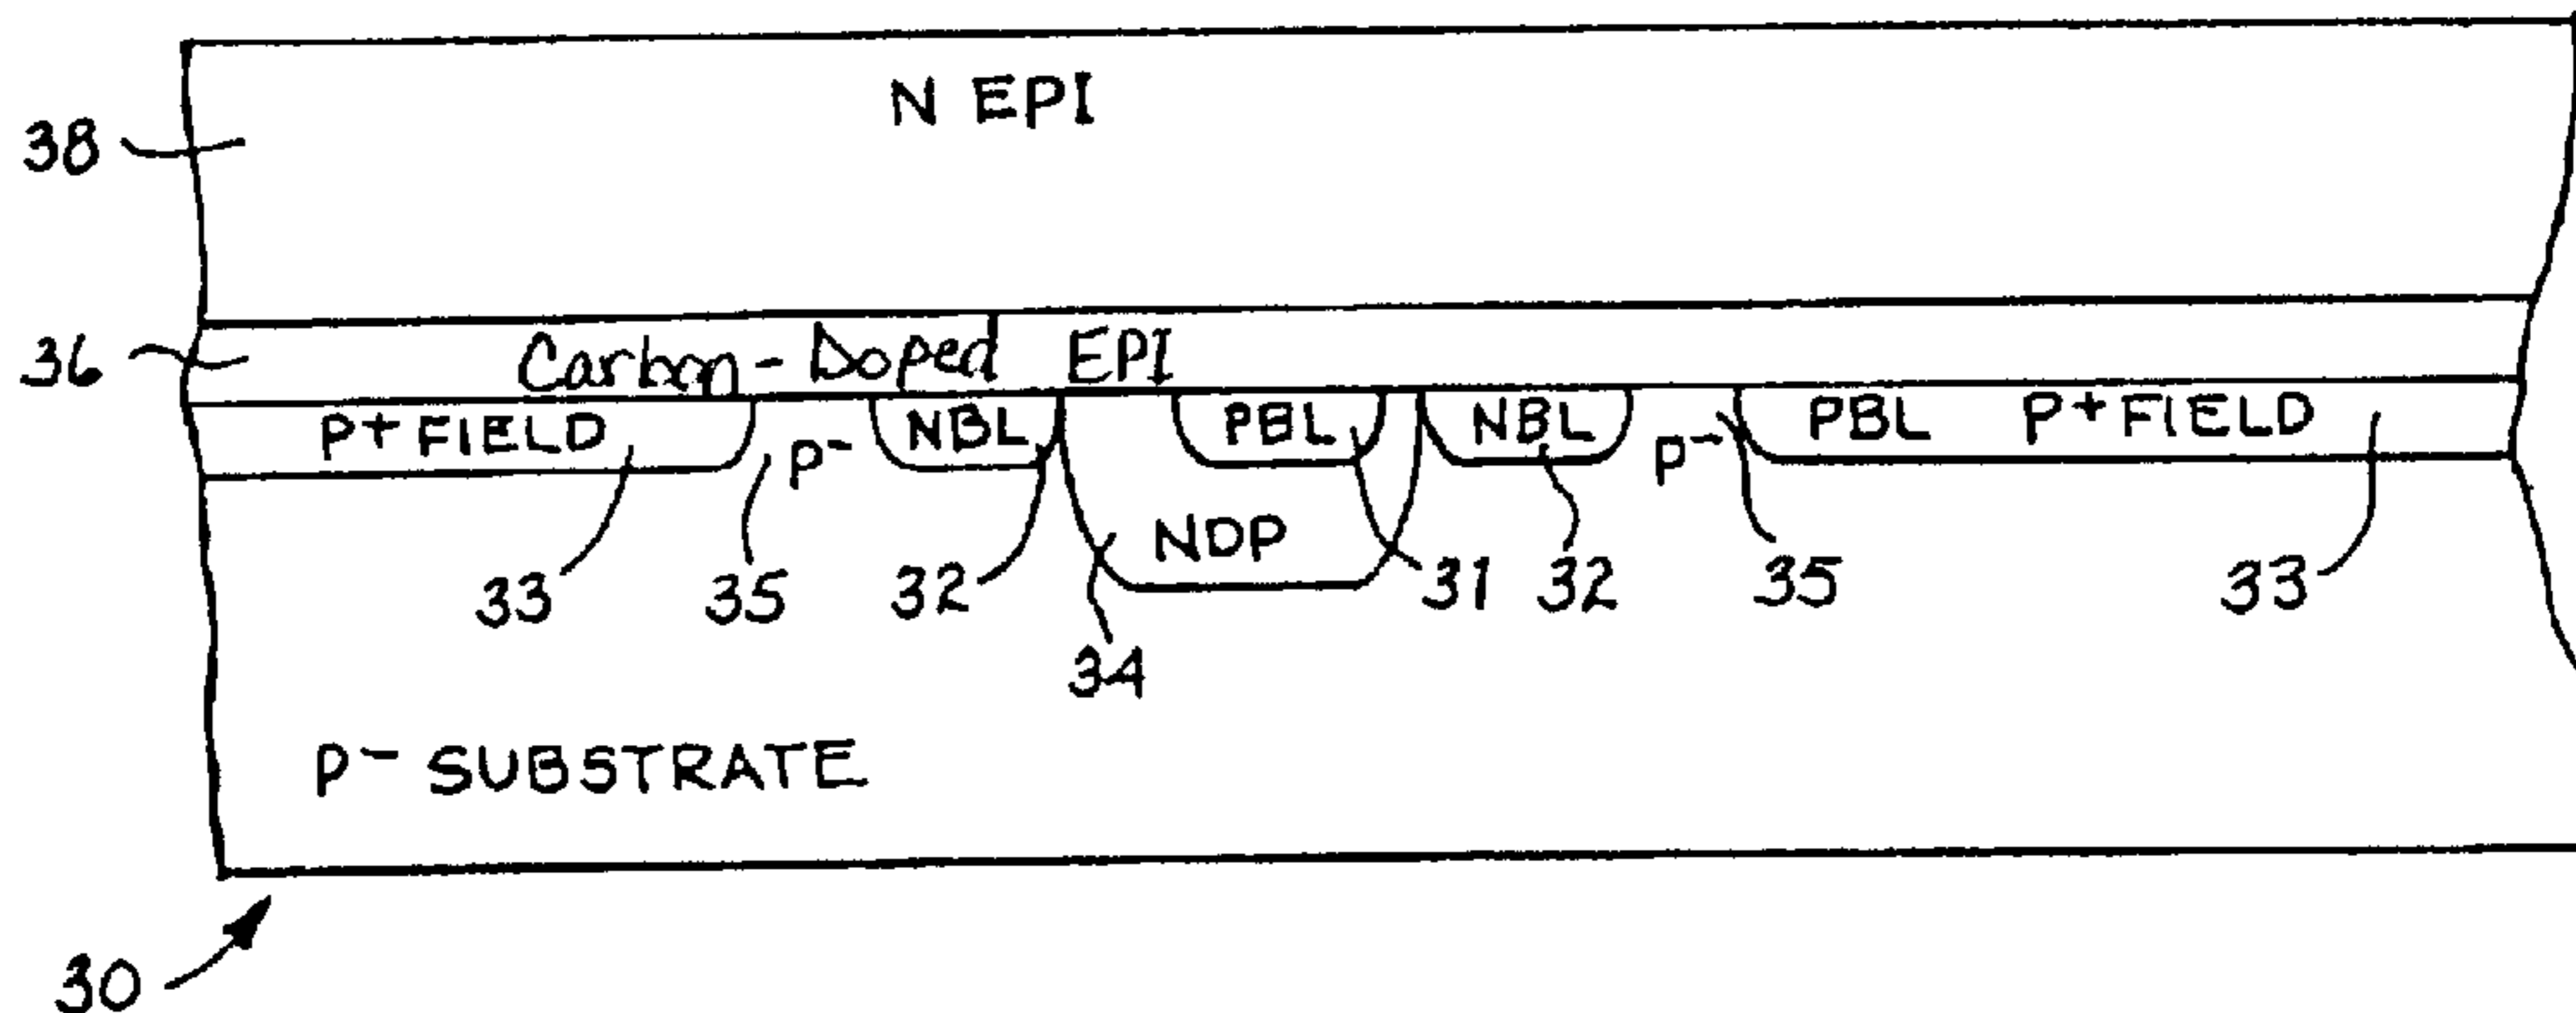 N EPI
38
36
Carbon-Doped EPI
P+ FIELD
P-
NBL
PBL
NBL
P-
PBL P+ FIELD
NDP
33
35
32
34
31
32
35
33
P- SUBSTRATE
30